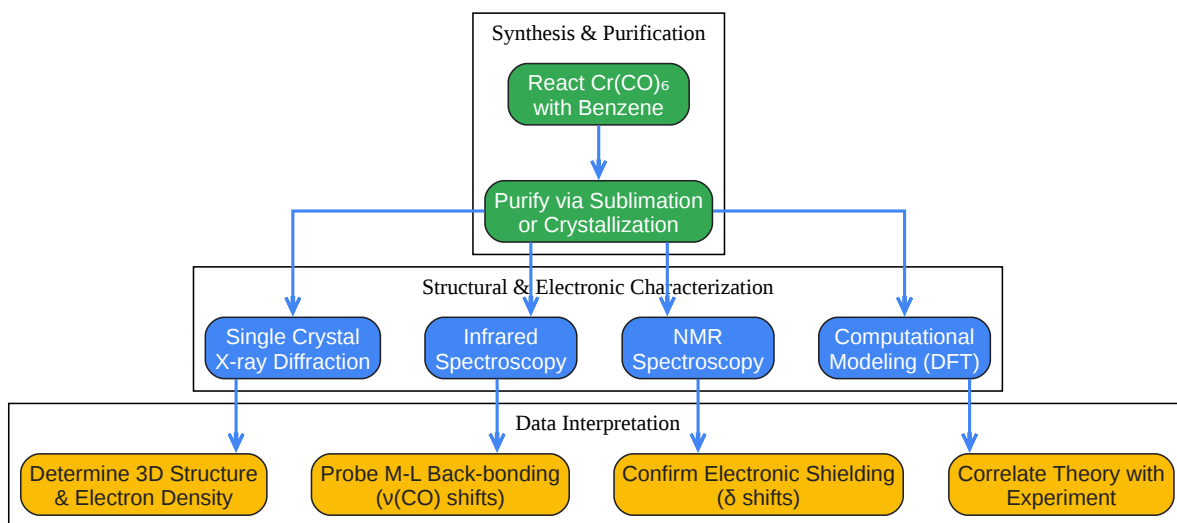 Synthesis & Purification
React Cr(CO)₆
with Benzene
Purify via Sublimation
or Crystallization
Structural & Electronic Characterization
Single Crystal
X-ray Diffraction
Infrared
Spectroscopy
NMR
Spectroscopy
Computational
Modeling (DFT)
Data Interpretation
Determine 3D Structure
& Electron Density
Probe M-L Back-bonding
(ν(CO) shifts)
Confirm Electronic Shielding
(δ shifts)
Correlate Theory with
Experiment